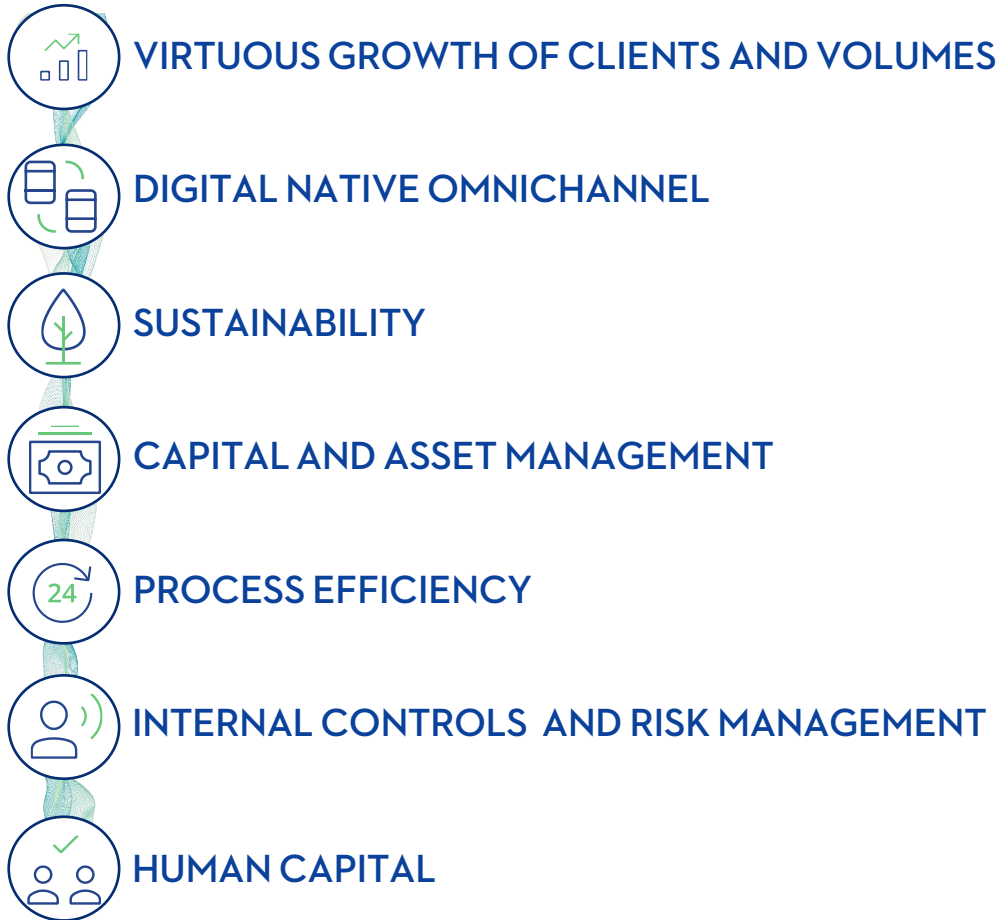 VIRTUOUS GROWTH OF CLIENTS AND VOLUMES
DIGITAL NATIVE OMNICHANNEL
SUSTAINABILITY
CAPITAL AND ASSET MANAGEMENT
24
PROCESS EFFICIENCY
INTERNAL CONTROLS  AND RISK MANAGEMENT
HUMAN CAPITAL